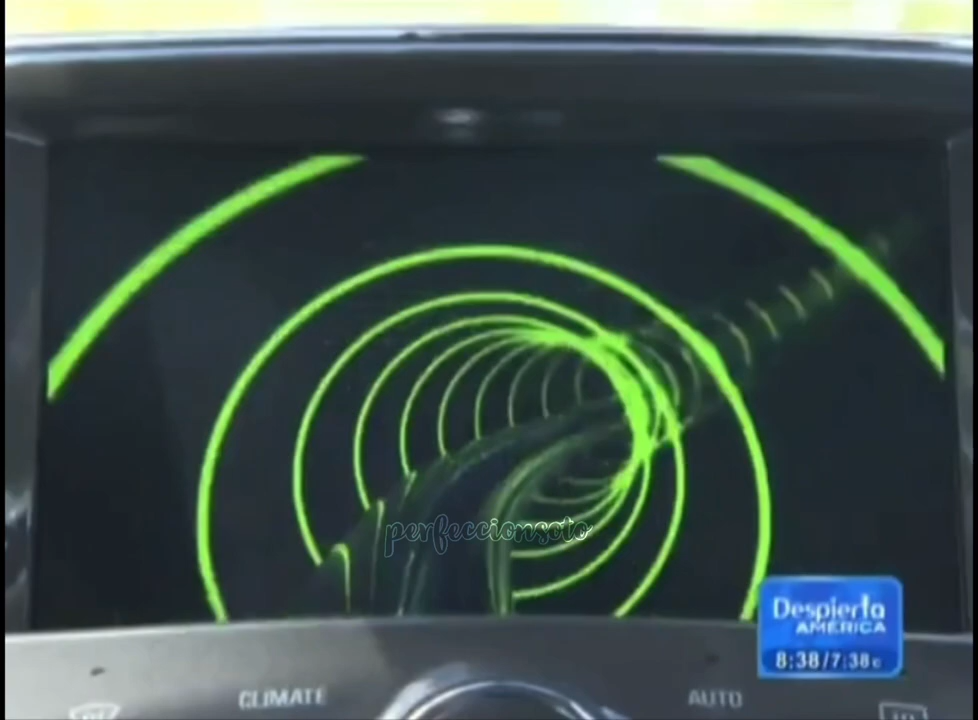 perfeccionsoto
Despierta
AMÉRICA
8:38/7:38c
CLIMATE
AUTO